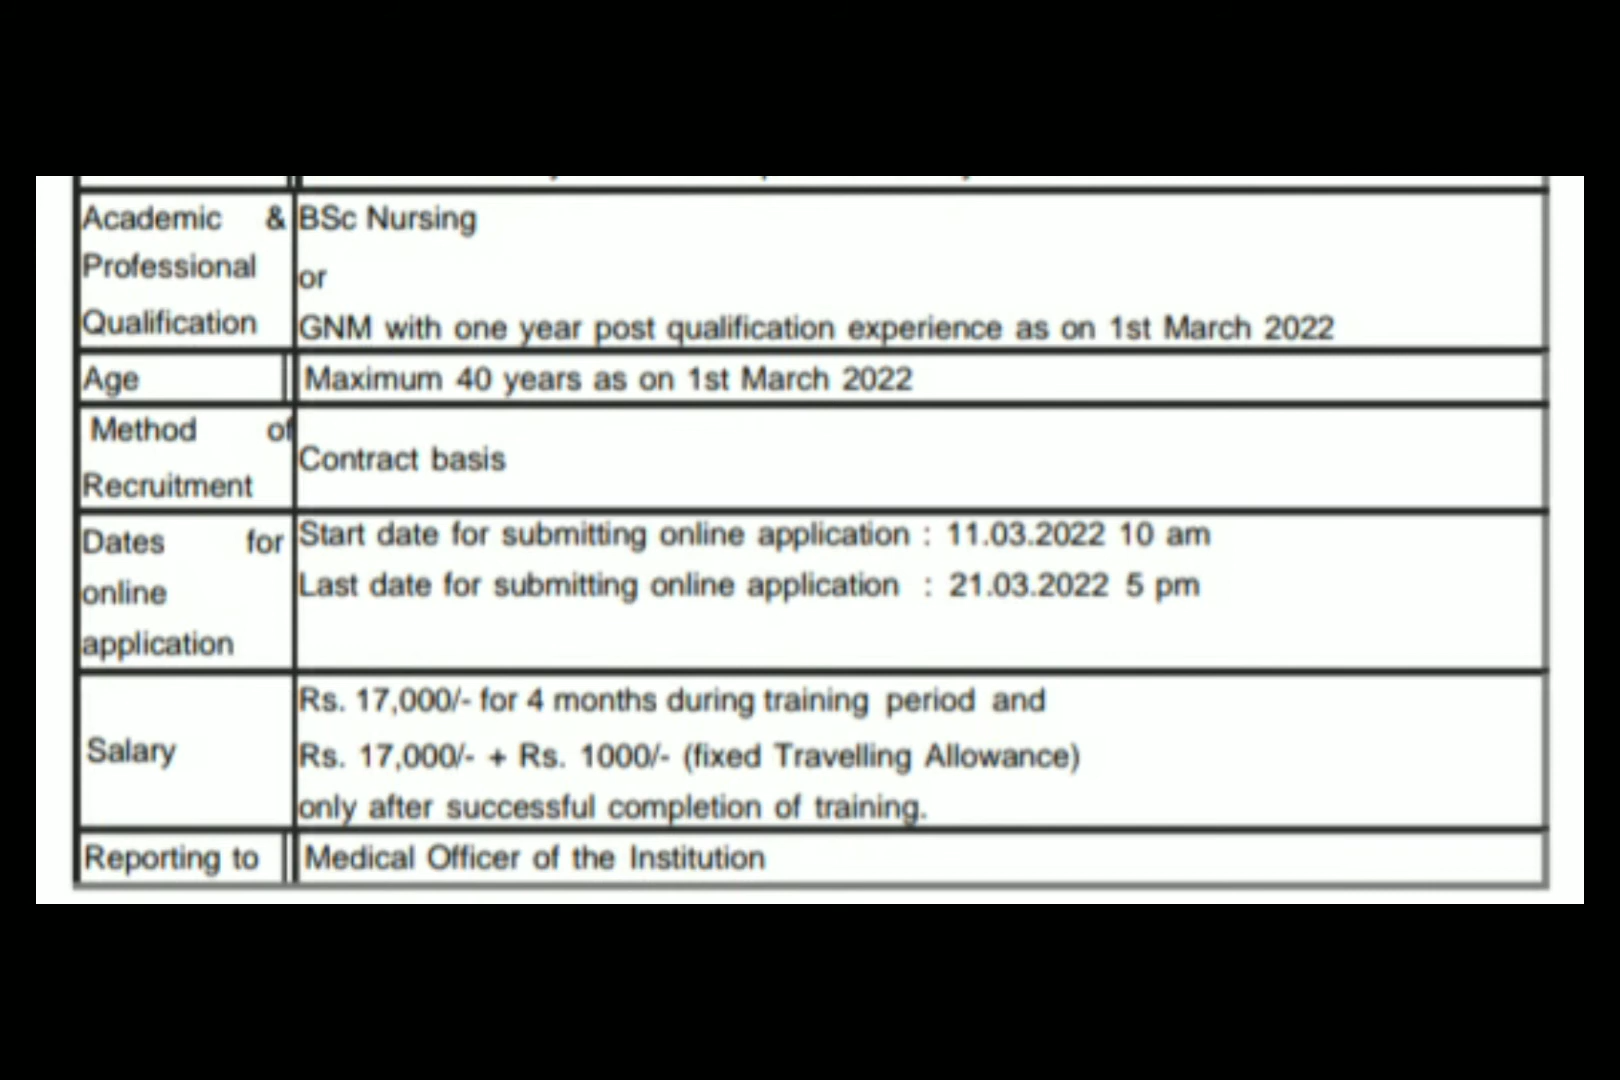 Academic & Professional Qualification
BSc Nursing
or
GNM with one year post qualification experience as on 1st March 2022
Age
Maximum 40 years as on 1st March 2022
Method of Recruitment
Contract basis
Dates for online application
Start date for submitting online application : 11.03.2022 10 am
Last date for submitting online application : 21.03.2022 5 pm
Salary
Rs. 17,000/- for 4 months during training period and
Rs. 17,000/- + Rs. 1000/- (fixed Travelling Allowance)
only after successful completion of training.
Reporting to
Medical Officer of the Institution